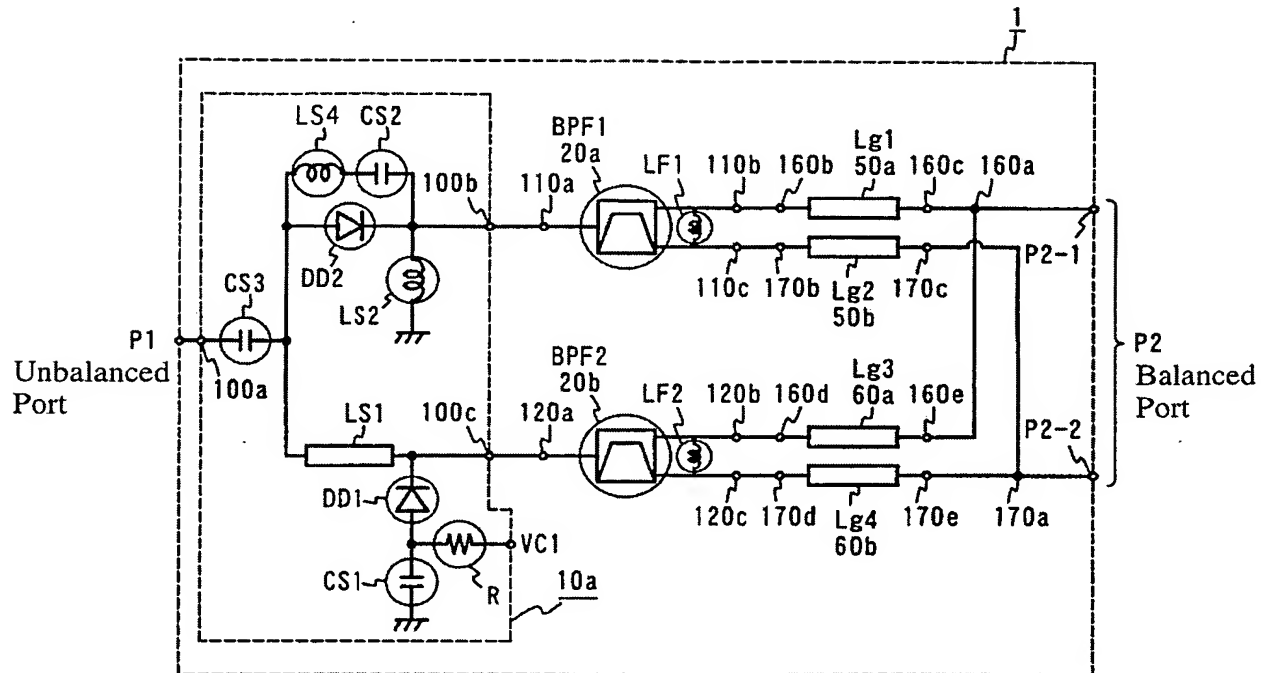 1
LS4 CS2
BPF1
20a
LF1
110b 160b
Lg1
50a
160c 160a
100b 110a
DD2
LS2
CS3
P1
Unbalanced
Port
100a
110c 170b
Lg2
50b
170c
P2-1
P2
Balanced
Port
BPF2
20b
LF2
120b 160d
Lg3
60a
160e
LS1
100c 120a
P2-2
DD1
VC1
CS1
R
10a
120c 170d
Lg4
60b
170e 170a